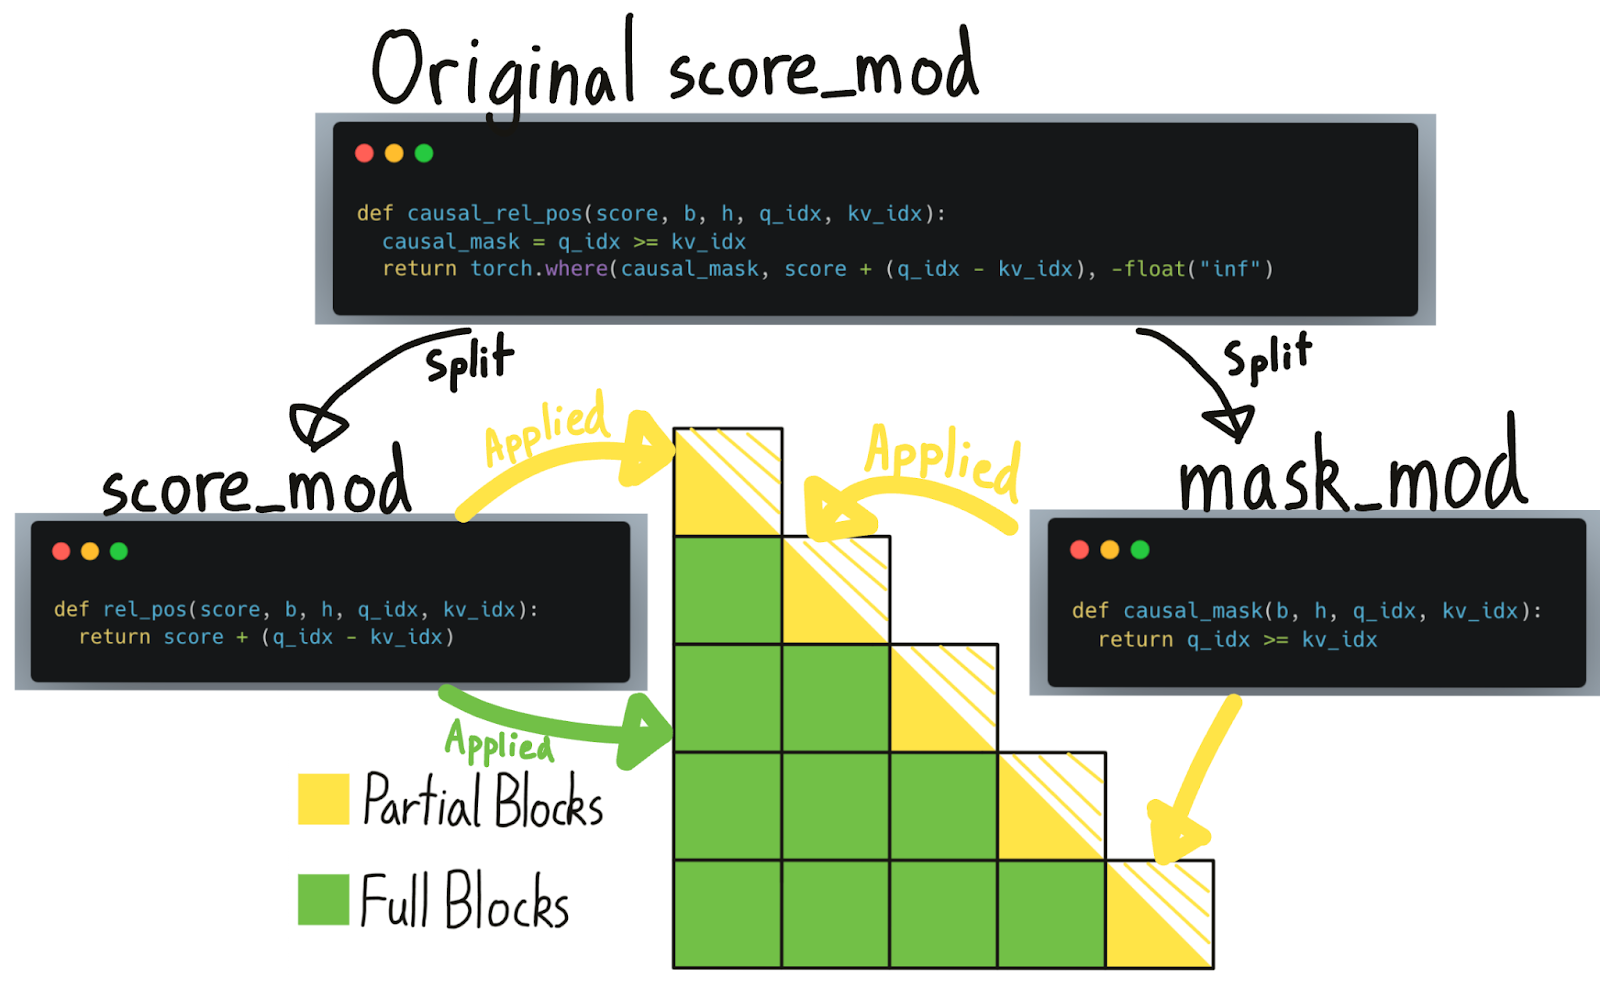 Original score_mod
def causal_rel_pos(score, b, h, q_idx, kv_idx):
causal_mask = q_idx >= kv_idx
return torch.where(causal_mask, score + (q_idx - kv_idx), -float("inf")
split
split
Applied
Applied
score_mod
mask_mod
def rel_pos(score, b, h, q_idx, kv_idx):
return score + (q_idx - kv_idx)
def causal_mask(b, h, q_idx, kv_idx):
return q_idx >= kv_idx
Applied
Partial Blocks
Full Blocks